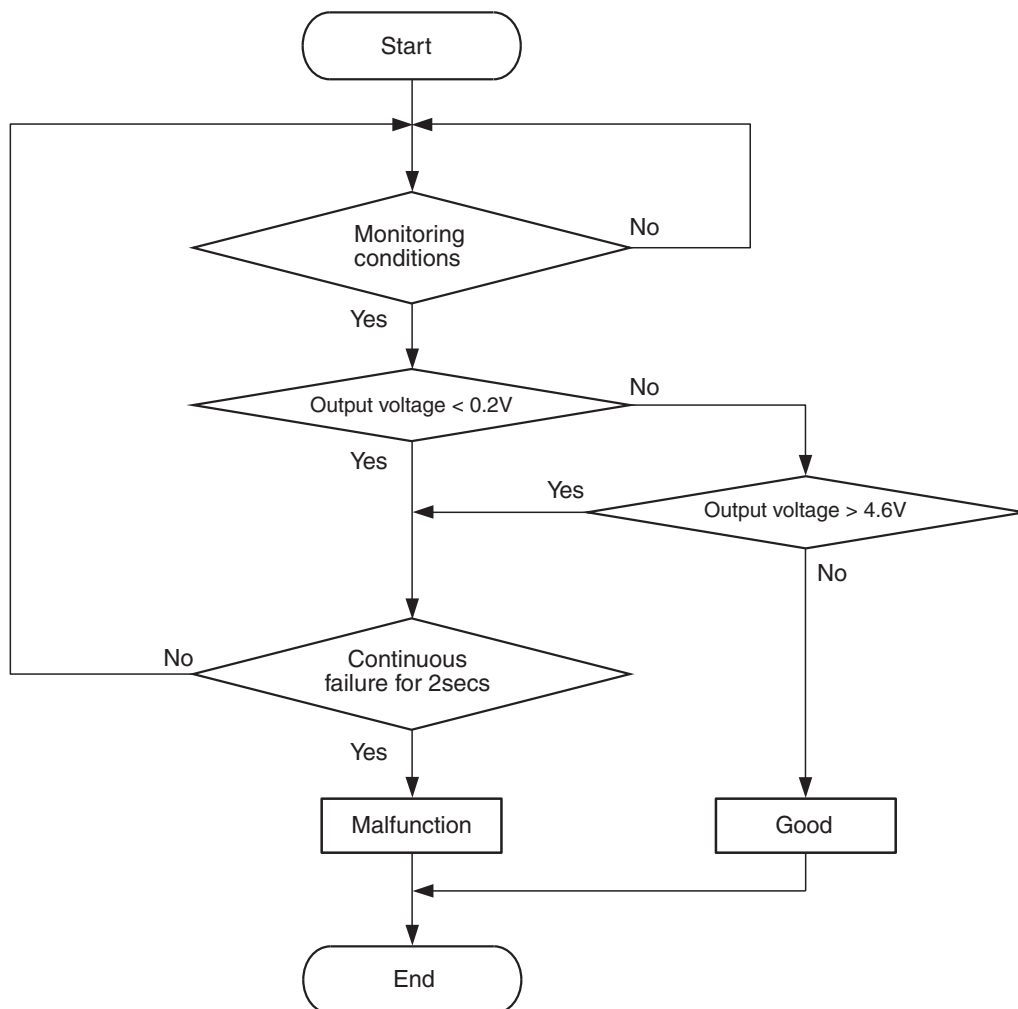 Start
Monitoring
conditions
No
Yes
Output voltage < 0.2V
No
Yes
Yes
Output voltage > 4.6V
No
Continuous
failure for 2secs
No
Yes
Malfunction
Good
End